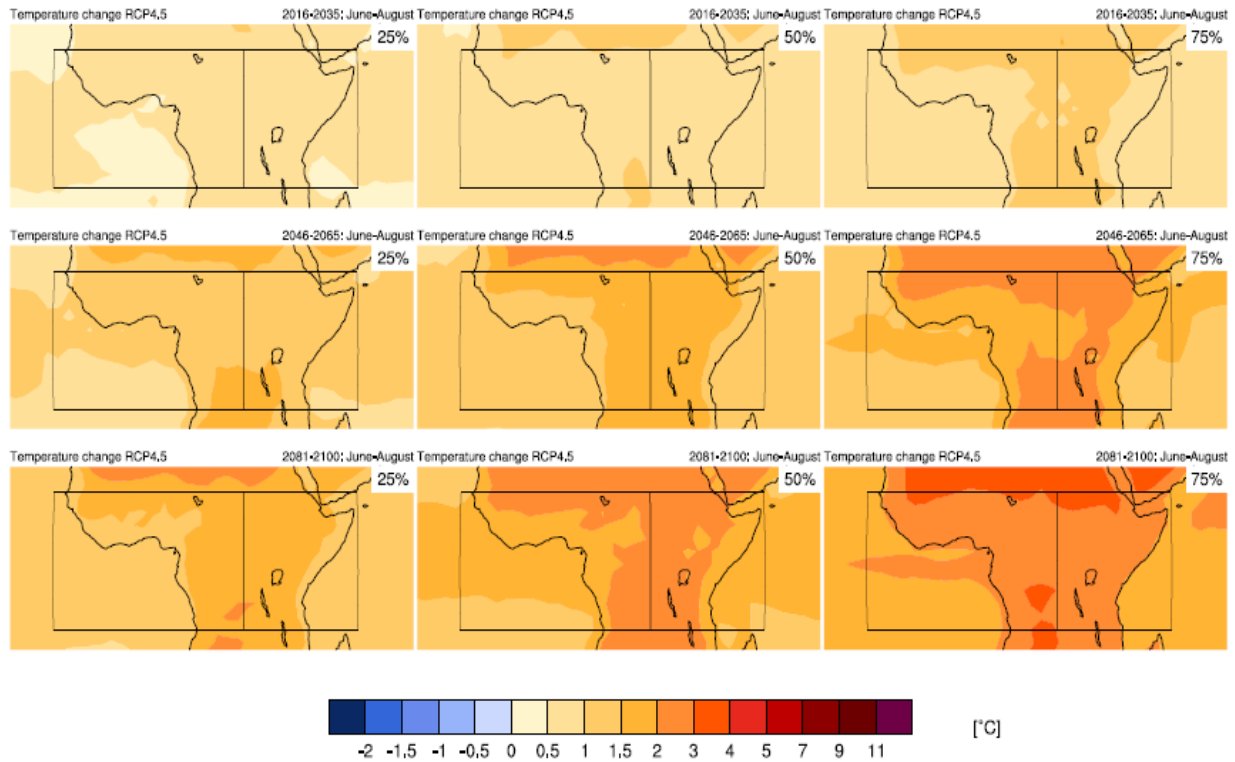 Temperature change RCP4.5 2016-2035: June-August Temperature change RCP4.5 2016-2035: June-August Temperature change RCP4.5 2016-2035: June-August
25% 50% 75%
Temperature change RCP4.5 2046-2065: June-August Temperature change RCP4.5 2046-2065: June-August Temperature change RCP4.5 2046-2065: June-August
25% 50% 75%
Temperature change RCP4.5 2081-2100: June-August Temperature change RCP4.5 2081-2100: June-August Temperature change RCP4.5 2081-2100: June-August
25% 50% 75%
[°C]
-2 -1.5 -1 -0.5 0 0.5 1 1.5 2 3 4 5 7 9 11